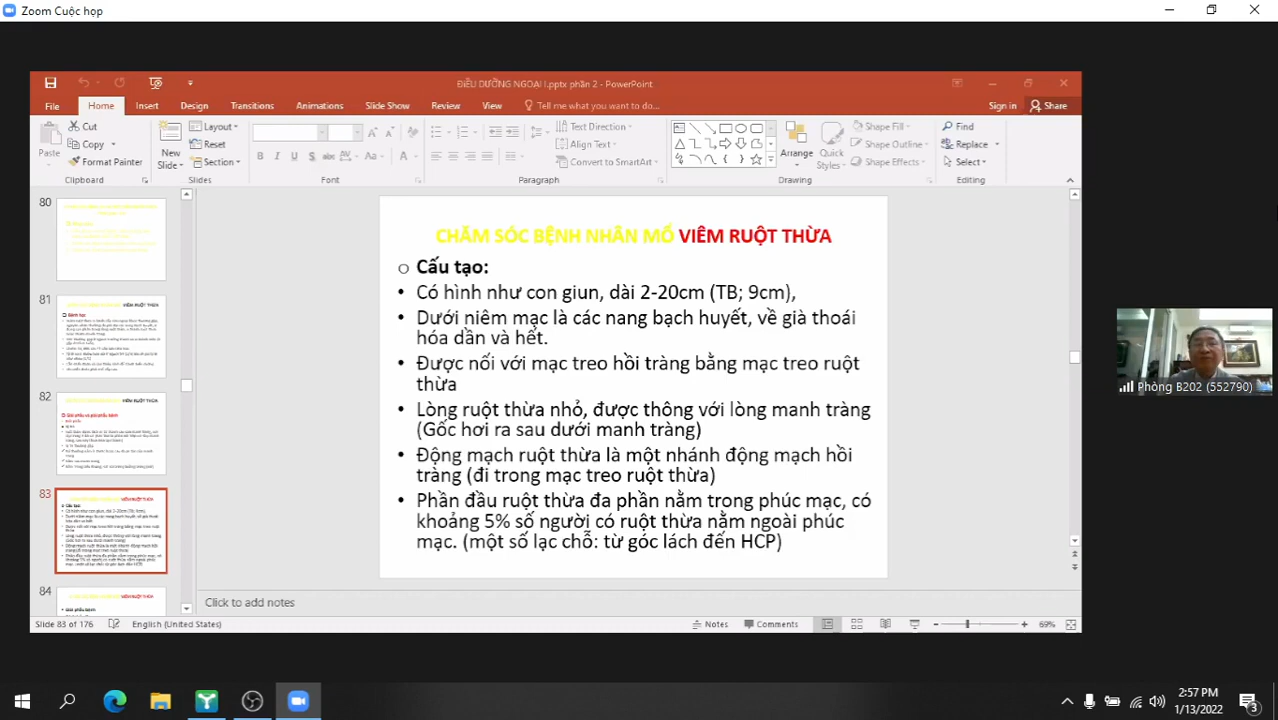 Zoom Cuộc họp
ĐIỀU DƯỠNG NGOẠI I.pptx phần 2 - PowerPoint
File Home Insert Design Transitions Animations Slide Show Review View Tell me what you want to do... Sign in Share
Cut
Copy
Format Painter
Paste
Clipboard
New
Slide
Layout
Reset
Section
Slides
Font
Text Direction
Align Text
Convert to SmartArt
Paragraph
Arrange
Quick
Styles
Shape Fill
Shape Outline
Shape Effects
Drawing
Find
Replace
Select
Editing
80
81
VIÊM RUỘT THỪA
82
VIÊM RUỘT THỪA
83
84
CHĂM SÓC BỆNH NHÂN MỔ VIÊM RUỘT THỪA
o Cấu tạo:
• Có hình như con giun, dài 2-20cm (TB; 9cm),
• Dưới niêm mạc là các nang bạch huyết, về già thoái
hóa dần và hết.
• Được nối với mạc treo hồi tràng bằng mạc treo ruột
thừa
• Lòng ruột thừa nhỏ, được thông với lòng manh tràng
(Gốc hơi ra sau dưới manh tràng)
• Động mạch ruột thừa là một nhánh động mạch hồi
tràng (đi trong mạc treo ruột thừa)
• Phần đầu ruột thừ đa phần nằm trong phúc mạc, có
khoảng 5% số người có ruột thừa nằm ngoài phúc
mạc (một số tạc chỗ: từ góc lách đến HCP)
Phòng B202 (552790)
Click to add notes
Slide 83 of 176 English (United States) Notes Comments 69%
2:57 PM
1/13/2022
3